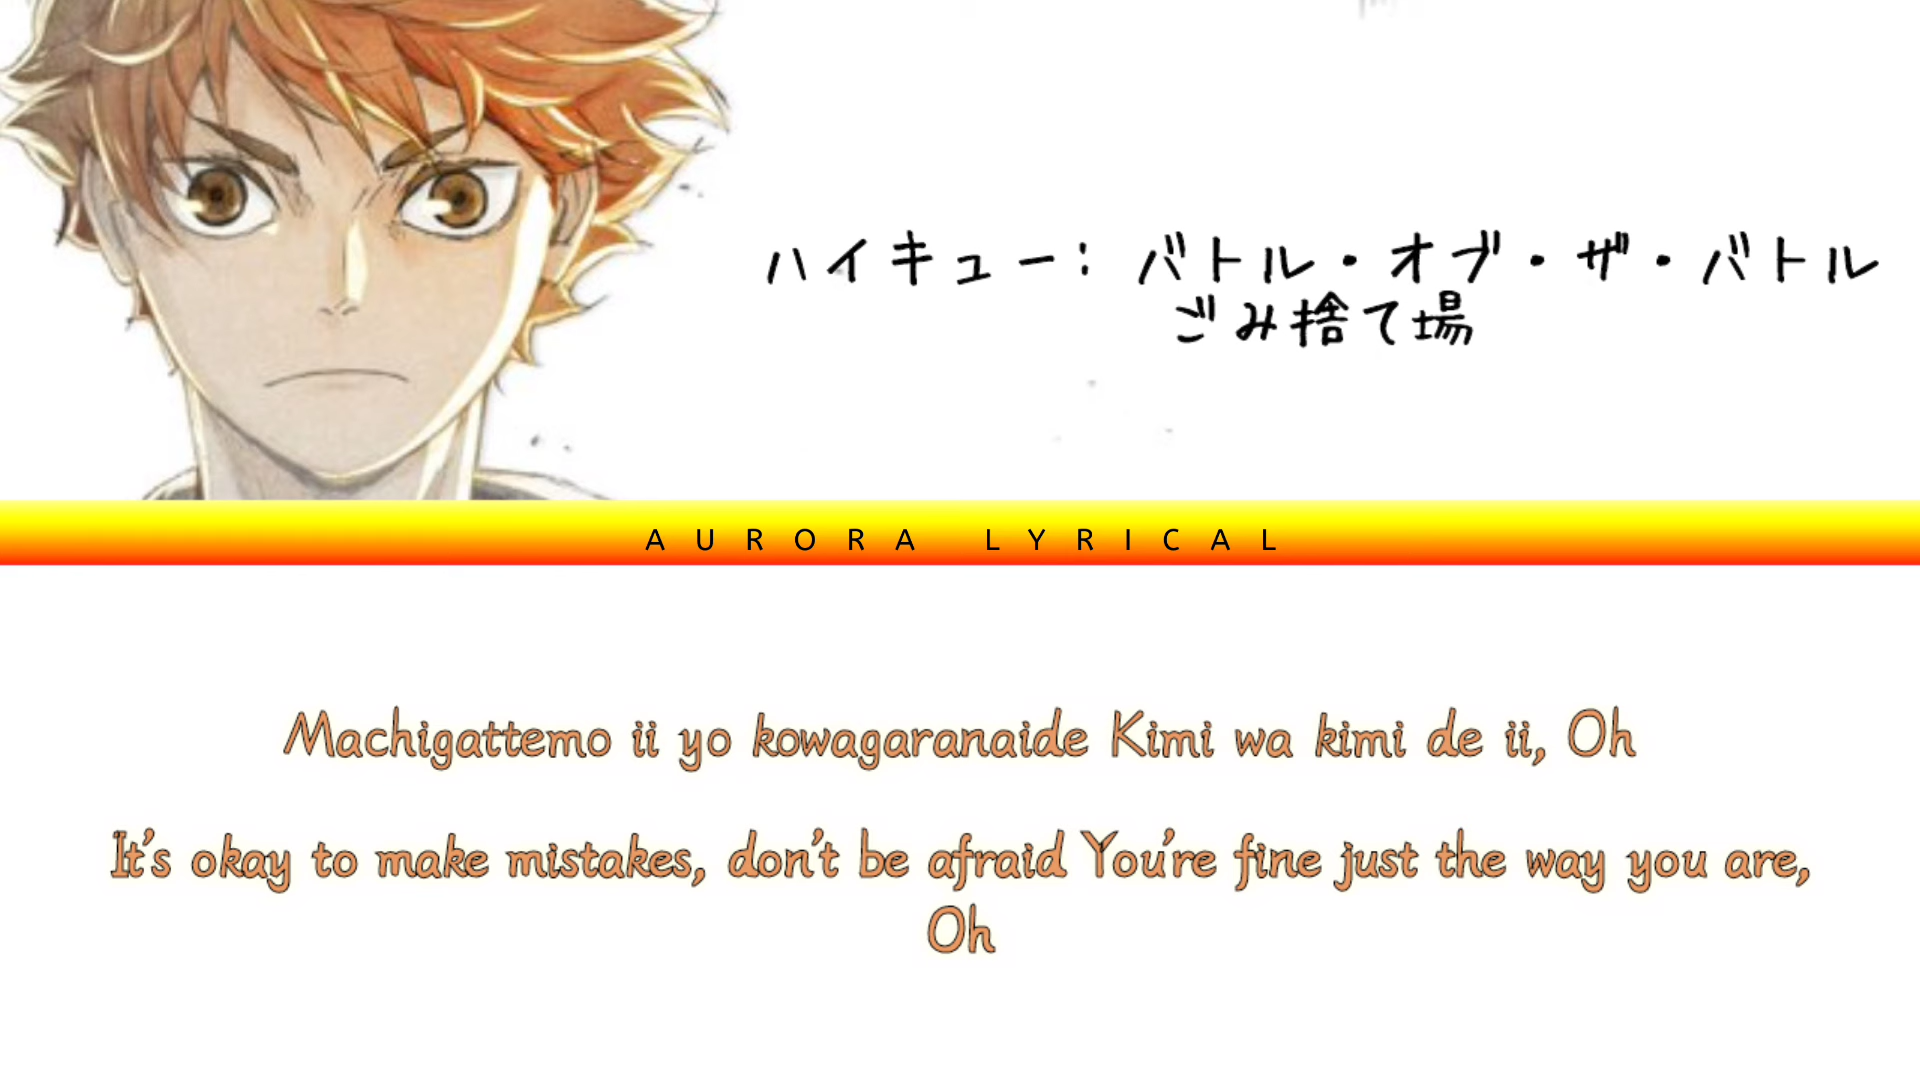 ハイキュー: バトル・オブ・ザ・バトル
ごみ捨て場
AURORA LYRICAL
Machigattemo ii yo kowagaranaide Kimi wa kimi de ii, Oh
It's okay to make mistakes, don't be afraid You're fine just the way you are,
Oh